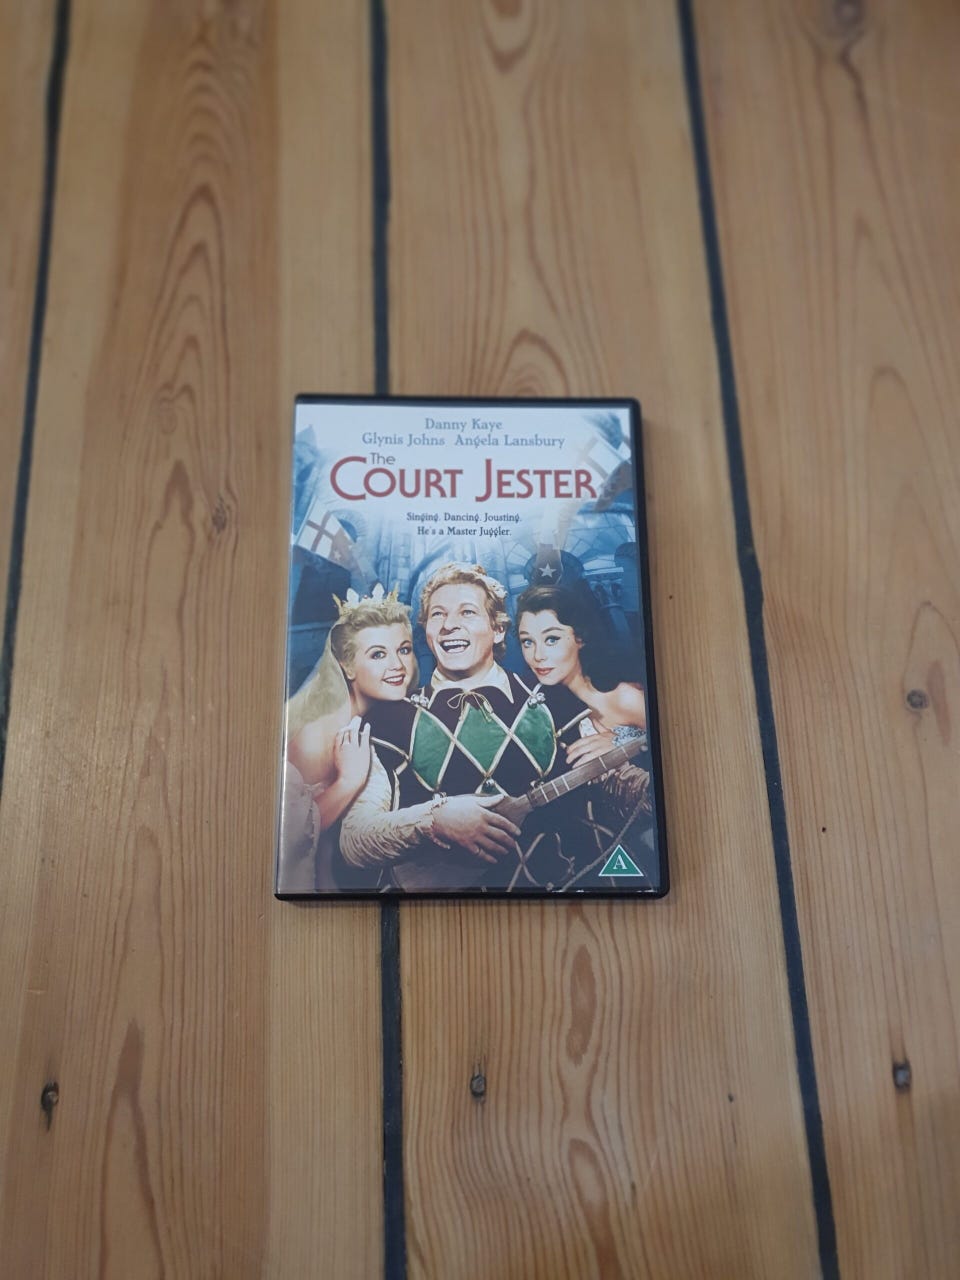 Danny Kaye
Glynis Johns Angela Lansbury
The
COURT JESTER
Singing. Dancing. Jousting.
He's a Master Juggler.
A